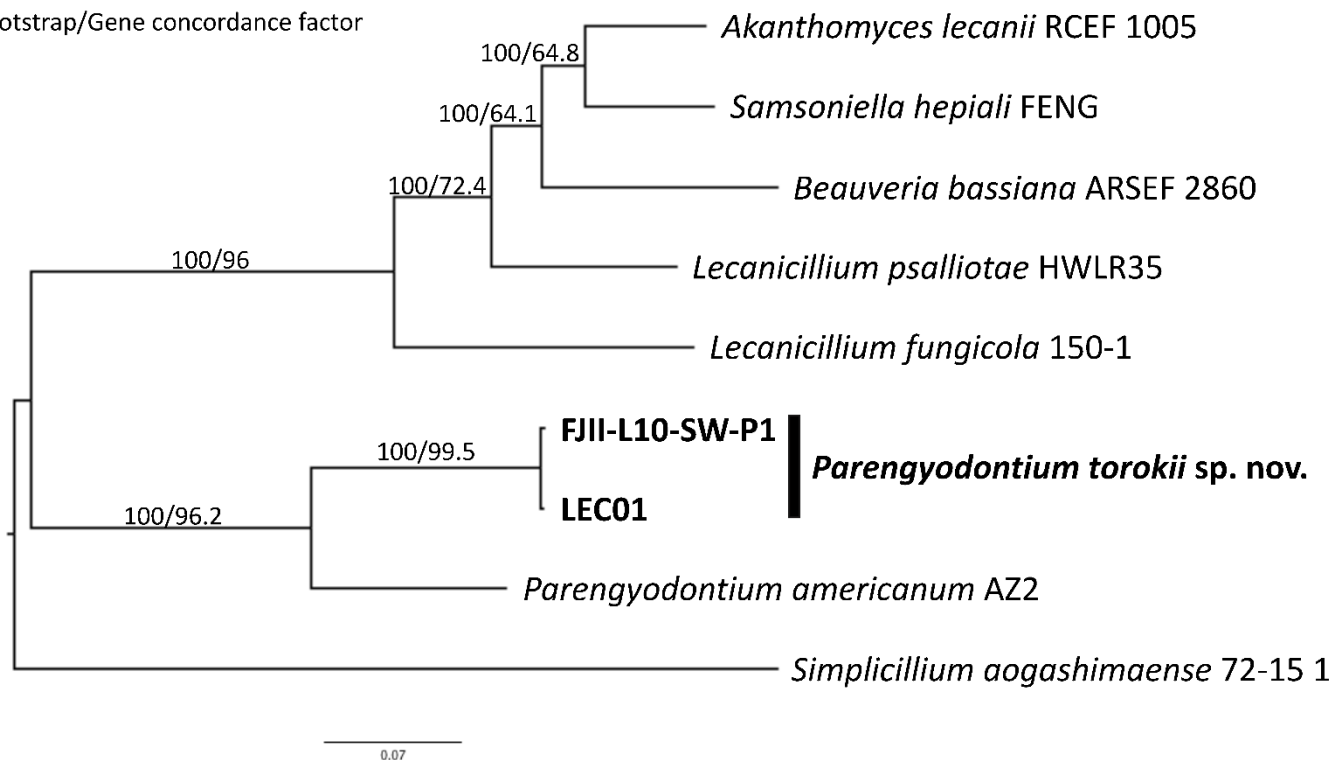 otstrap/Gene concordance factor
Akanthomyces lecanii RCEF 1005
100/64.8
Samsoniella hepiali FENG
100/64.1
100/72.4
Beauveria bassiana ARSEF 2860
100/96
Lecanicillium psalliotae HWLR35
Lecanicillium fungicola 150-1
FJII-L10-SW-P1
100/99.5
Parengyodontium torokii sp. nov.
LEC01
100/96.2
Parengyodontium americanum AZ2
Simplicillium aogashimaense 72-15 1
0.07